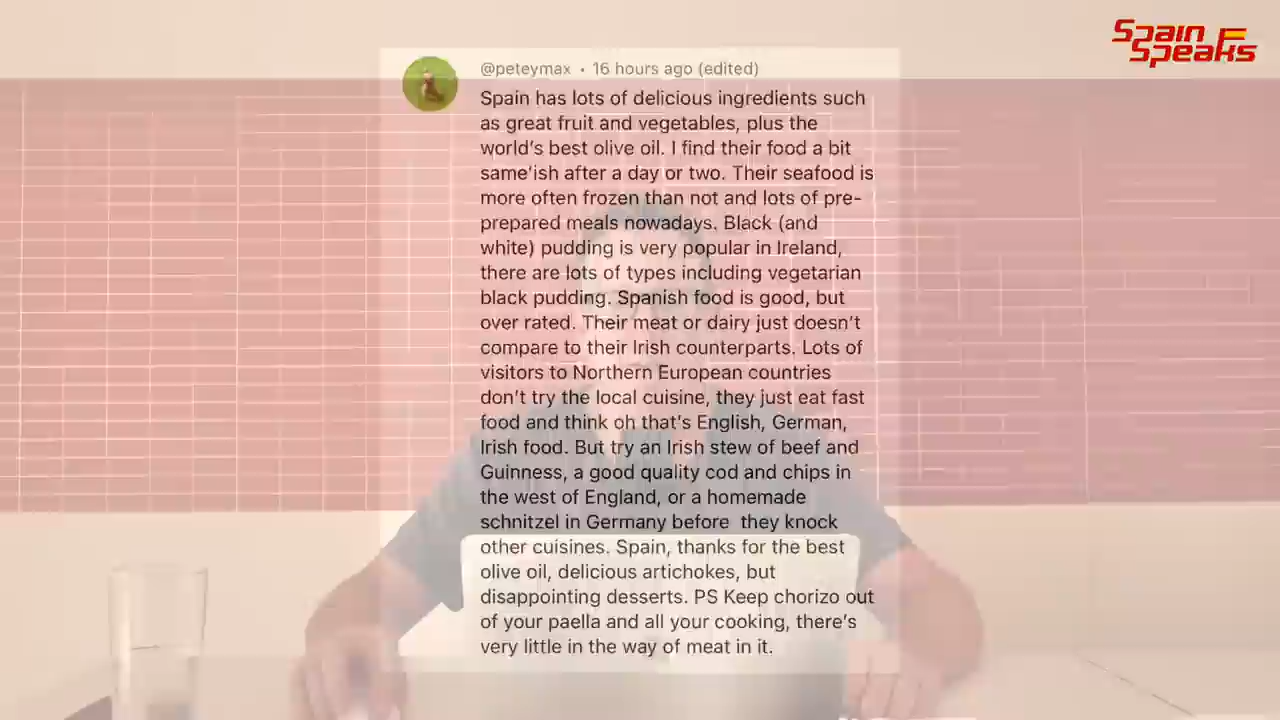 Spain
Speaks
@peteymax • 16 hours ago (edited)
Spain has lots of delicious ingredients such
as great fruit and vegetables, plus the
world's best olive oil. I find their food a bit
same'ish after a day or two. Their seafood is
more often frozen than not and lots of pre-
prepared meals nowadays. Black (and
white) pudding is very popular in Ireland,
there are lots of types including vegetarian
black pudding. Spanish food is good, but
over rated. Their meat or dairy just doesn't
compare to their Irish counterparts. Lots of
visitors to Northern European countries
don't try the local cuisine, they just eat fast
food and think oh that's English, German,
Irish food. But try an Irish stew of beef and
Guinness, a good quality cod and chips in
the west of England, or a homemade
schnitzel in Germany before  they knock
other cuisines. Spain, thanks for the best
olive oil, delicious artichokes, but
disappointing desserts. PS Keep chorizo out
of your paella and all your cooking, there's
very little in the way of meat in it.